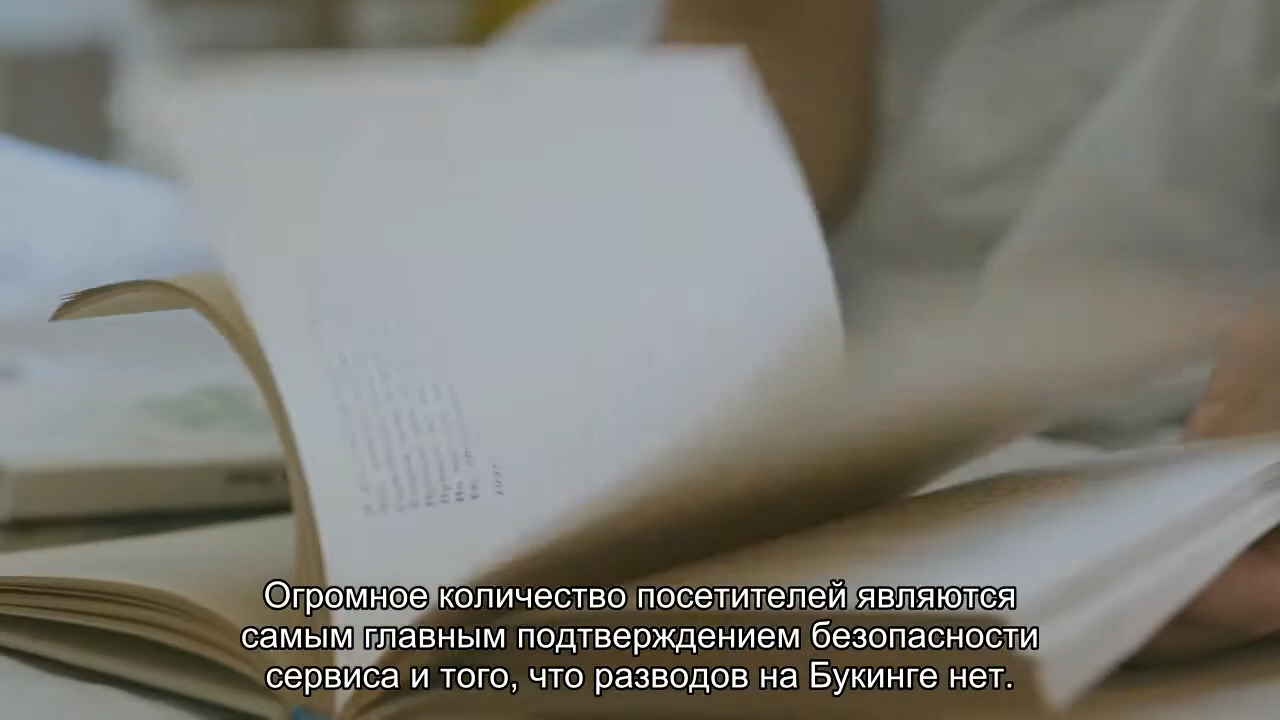 Огромное количество посетителей являются
самым главным подтверждением безопасности
сервиса и того, что разводов на Букинге нет.